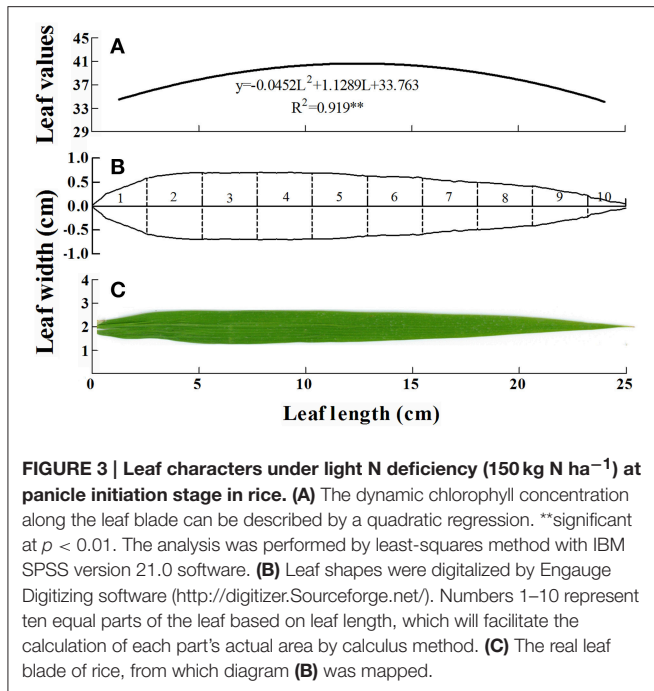 45
A
41
37
33
29
Leaf values
y=-0.0452L²+1.1289L+33.763
R²=0.919**
1.0
B
0.5
0.0
-0.5
-1.0
1 2 3 4 5 6 7 8 9 10
Leaf width (cm)
4
C
3
2
1
0 5 10 15 20 25
Leaf length (cm)
FIGURE 3 | Leaf characters under light N deficiency (150 kg N ha⁻¹) at
panicle initiation stage in rice. (A) The dynamic chlorophyll concentration
along the leaf blade can be described by a quadratic regression. **significant
at p < 0.01. The analysis was performed by least-squares method with IBM
SPSS version 21.0 software. (B) Leaf shapes were digitalized by Engauge
Digitizing software (http://digitizer.Sourceforge.net/). Numbers 1–10 represent
ten equal parts of the leaf based on leaf length, which will facilitate the
calculation of each part's actual area by calculus method. (C) The real leaf
blade of rice, from which diagram (B) was mapped.